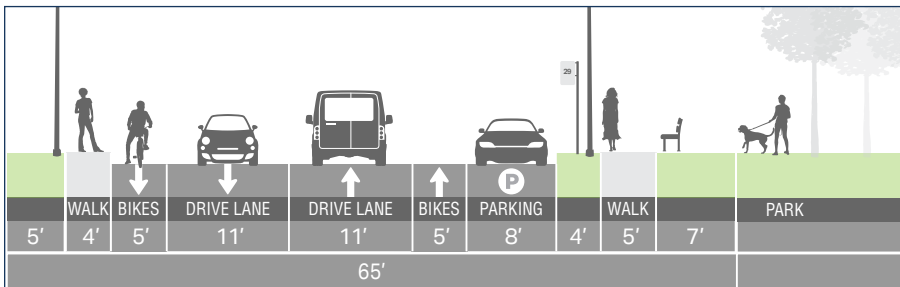 29
P
WALK BIKES DRIVE LANE DRIVE LANE BIKES PARKING WALK PARK
5' 4' 5' 11' 11' 5' 8' 4' 5' 7'
65'